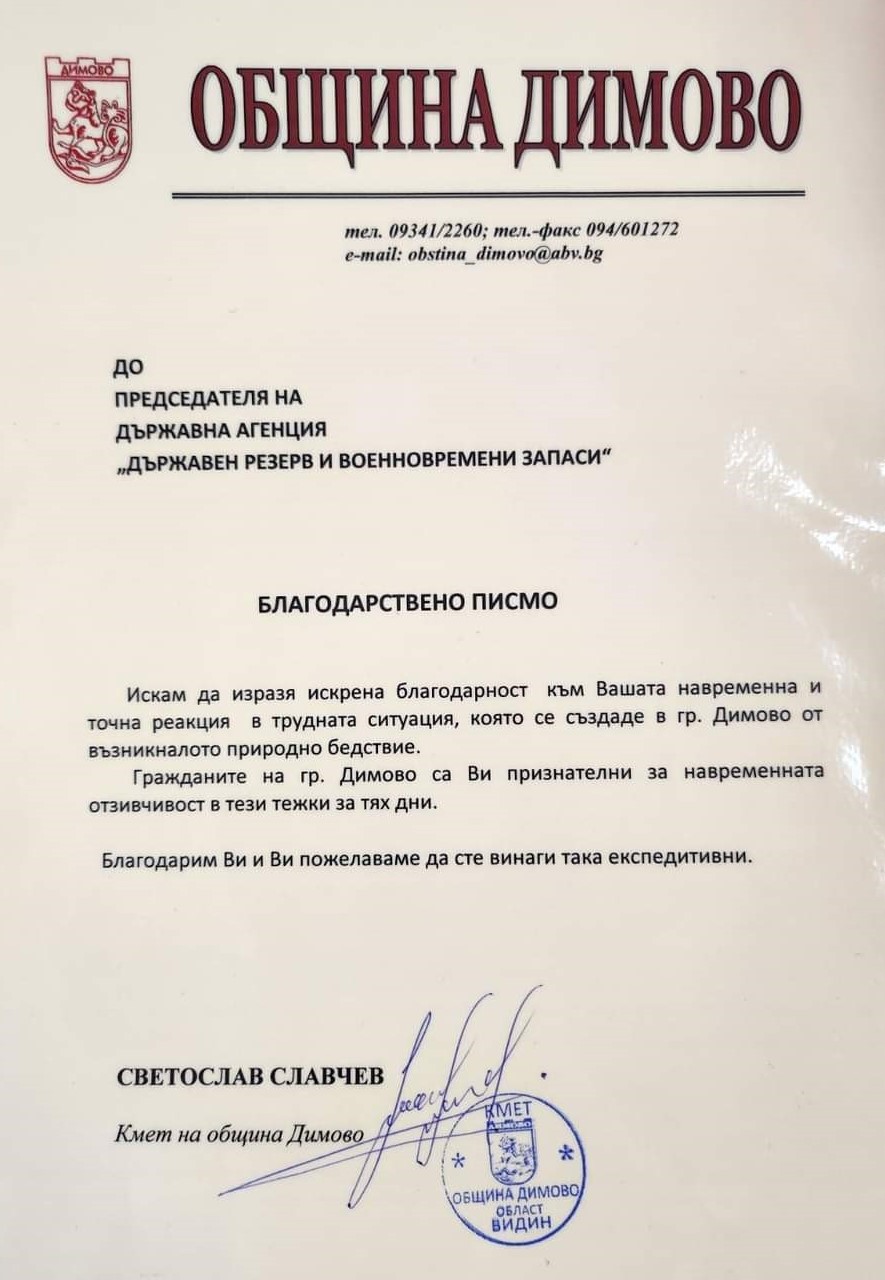 ДИМОВО
ОБЩИНА ДИМОВО
тел. 09341/2260; тел.-факс 094/601272
e-mail: obstina_dimovo@abv.bg
ДО
ПРЕДСЕДАТЕЛЯ НА
ДЪРЖАВНА АГЕНЦИЯ
„ДЪРЖАВЕН РЕЗЕРВ И ВОЕННОВРЕМЕНИ ЗАПАСИ“
БЛАГОДАРСТВЕНО ПИСМО
Искам да изразя искрена благодарност към Вашата навременна и
точна реакция в трудната ситуация, която се създаде в гр. Димово от
възникналото природно бедствие.
Гражданите на гр. Димово са Ви признателни за навременната
отзивчивост в тези тежки за тях дни.
Благодарим Ви и Ви пожелаваме да сте винаги така експедитивни.
СВЕТОСЛАВ СЛАВЧЕВ
Кмет на община Димово
КМЕТ
ДИМОВО
ОБЩИНА ДИМОВО
ОБЛАСТ
ВИДИН